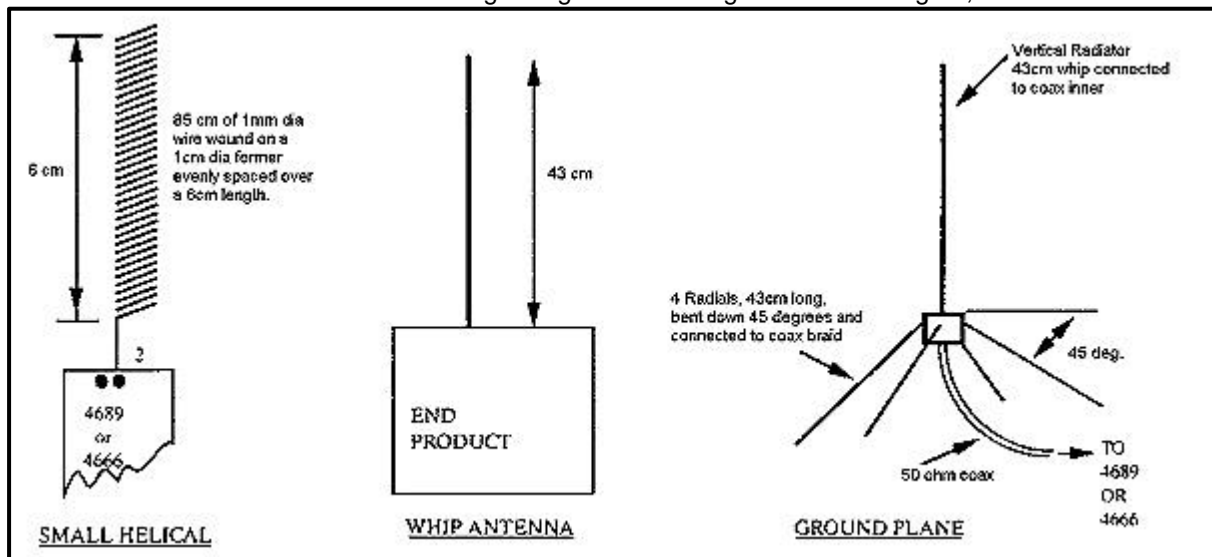 6 cm
85 cm of 1mm dia
wire wound on a
1cm dia former
evenly spaced over
a 6cm length.
2
4689
or
4666
SMALL HELICAL
43 cm
END
PRODUCT
WHIP ANTENNA
Vertical Radiator
43cm whip connected
to coax inner
4 Radials, 43cm long,
bent down 45 degrees and
connected to coax braid
45 deg.
50 ohm coax
TO
4689
OR
4666
GROUND PLANE